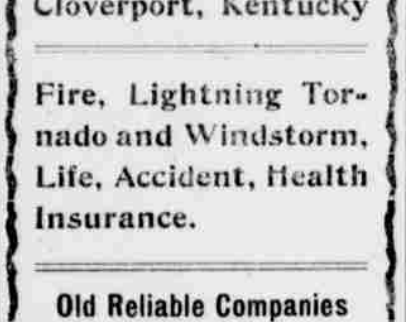 Cloverport, Kentucky
Fire, Lightning Tor-
nado and Windstorm,
Life, Accident, Health
Insurance.
Old Reliable Companies